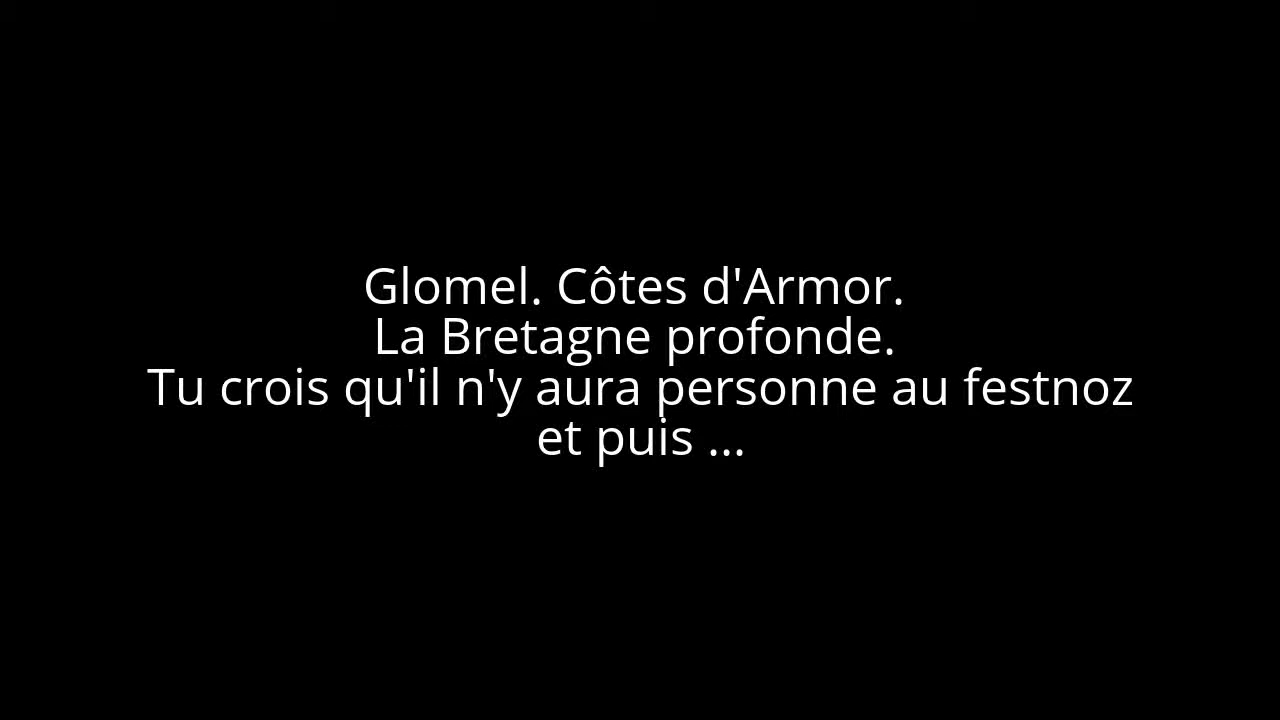 Glomel. Côtes d'Armor.
La Bretagne profonde.
Tu crois qu'il n'y aura personne au festnoz
et puis ...